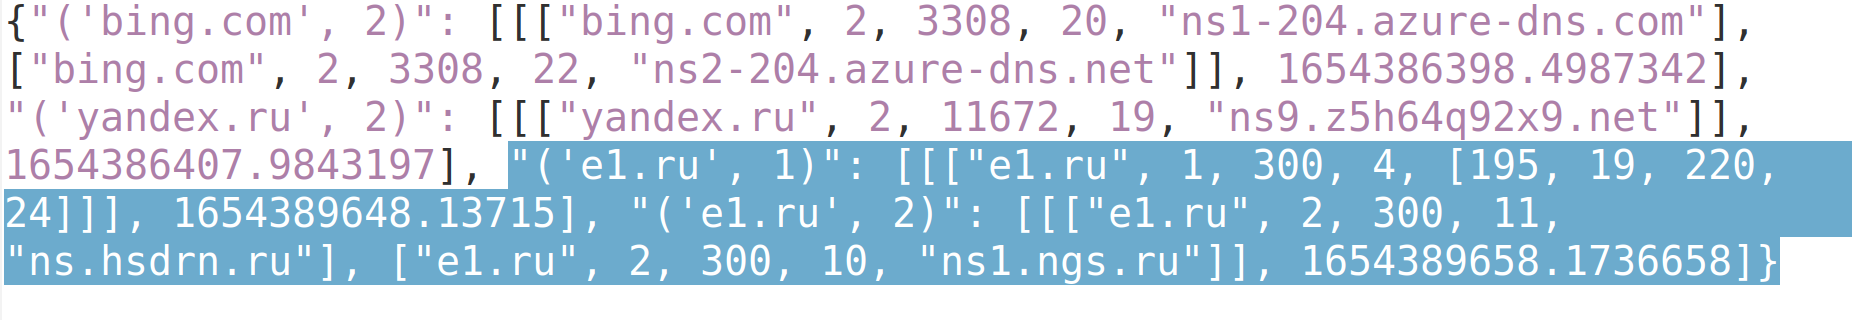 {"('bing.com', 2)": [[["bing.com", 2, 3308, 20, "ns1-204.azure-dns.com"],
["bing.com", 2, 3308, 22, "ns2-204.azure-dns.net"]], 1654386398.4987342],
"('yandex.ru', 2)": [[["yandex.ru", 2, 11672, 19, "ns9.z5h64q92x9.net"]],
1654386407.9843197], "('e1.ru', 1)": [[["e1.ru", 1, 300, 4, [195, 19, 220,
24]]], 1654389648.13715], "('e1.ru', 2)": [[["e1.ru", 2, 300, 11,
"ns.hsdrn.ru"], ["e1.ru", 2, 300, 10, "ns1.ngs.ru"]], 1654389658.1736658]}